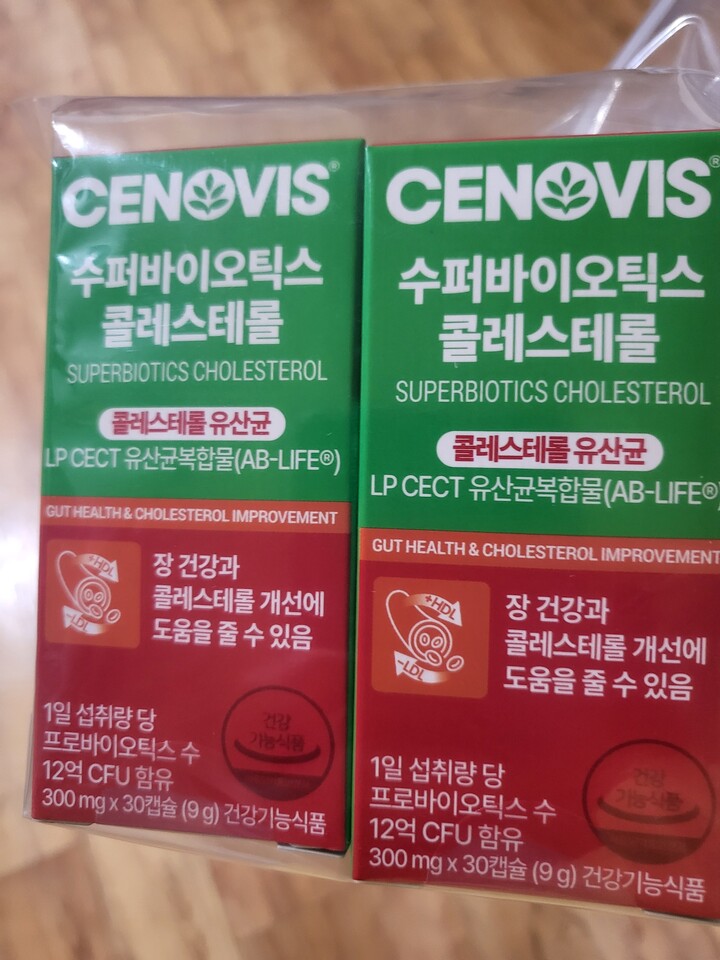 CENOVIS®
수퍼바이오틱스
콜레스테롤
SUPERBIOTICS CHOLESTEROL
콜레스테롤 유산균
LP CECT 유산균복합물(AB-LIFE®)
GUT HEALTH & CHOLESTEROL IMPROVEMENT
+HDL
-LDL
장 건강과
콜레스테롤 개선에
도움을 줄 수 있음
1일 섭취량 당
프로바이오틱스 수
12억 CFU 함유
300 mg x 30캡슐 (9 g) 건강기능식품
건강
기능식품
CENOVIS®
수퍼바이오틱스
콜레스테롤
SUPERBIOTICS CHOLESTEROL
콜레스테롤 유산균
LP CECT 유산균복합물(AB-LIFE®)
GUT HEALTH & CHOLESTEROL IMPROVEMENT
+HDL
-LDL
장 건강과
콜레스테롤 개선에
도움을 줄 수 있음
1일 섭취량 당
프로바이오틱스 수
12억 CFU 함유
300 mg x 30캡슐 (9 g) 건강기능식품
건강
기능식품